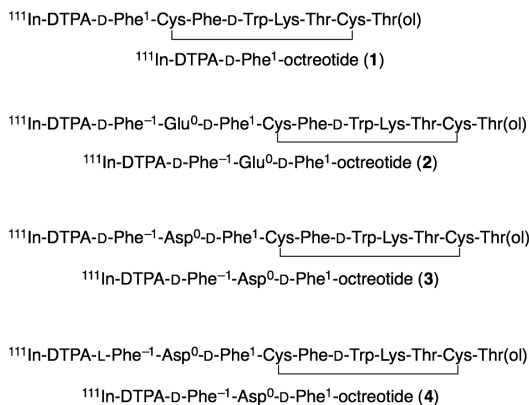 ¹¹¹In-DTPA-D-Phe¹-Cys-Phe-D-Trp-Lys-Thr-Cys-Thr(ol)
¹¹¹In-DTPA-D-Phe¹-octreotide (1)
¹¹¹In-DTPA-D-Phe⁻¹-Glu⁰-D-Phe¹-Cys-Phe-D-Trp-Lys-Thr-Cys-Thr(ol)
¹¹¹In-DTPA-D-Phe⁻¹-Glu⁰-D-Phe¹-octreotide (2)
¹¹¹In-DTPA-D-Phe⁻¹-Asp⁰-D-Phe¹-Cys-Phe-D-Trp-Lys-Thr-Cys-Thr(ol)
¹¹¹In-DTPA-D-Phe⁻¹-Asp⁰-D-Phe¹-octreotide (3)
¹¹¹In-DTPA-L-Phe⁻¹-Asp⁰-D-Phe¹-Cys-Phe-D-Trp-Lys-Thr-Cys-Thr(ol)
¹¹¹In-DTPA-D-Phe⁻¹-Asp⁰-D-Phe¹-octreotide (4)